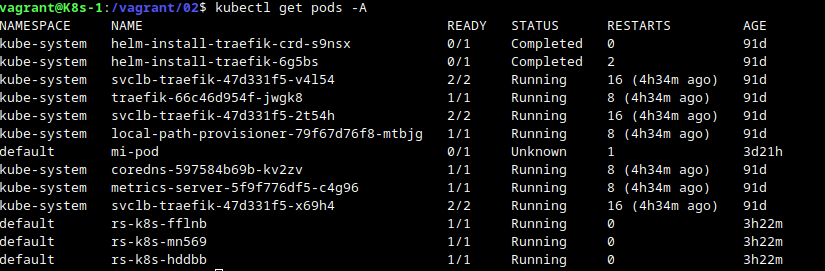 vagrant@K8s-1:/vagrant/02$ kubectl get pods -A
NAMESPACE NAME READY STATUS RESTARTS AGE
kube-system helm-install-traefik-crd-s9nsx 0/1 Completed 0 91d
kube-system helm-install-traefik-6g5bs 0/1 Completed 2 91d
kube-system svclb-traefik-47d331f5-v4l54 2/2 Running 16 (4h34m ago) 91d
kube-system traefik-66c46d954f-jwgk8 1/1 Running 8 (4h34m ago) 91d
kube-system svclb-traefik-47d331f5-2t54h 2/2 Running 16 (4h34m ago) 91d
kube-system local-path-provisioner-79f67d76f8-mtbjg 1/1 Running 8 (4h34m ago) 91d
default mi-pod 0/1 Unknown 1 3d21h
kube-system coredns-597584b69b-kv2zv 1/1 Running 8 (4h34m ago) 91d
kube-system metrics-server-5f9f776df5-c4g96 1/1 Running 8 (4h34m ago) 91d
kube-system svclb-traefik-47d331f5-x69h4 2/2 Running 16 (4h34m ago) 91d
default rs-k8s-fflnb 1/1 Running 0 3h22m
default rs-k8s-mn569 1/1 Running 0 3h22m
default rs-k8s-hddbb 1/1 Running 0 3h22m